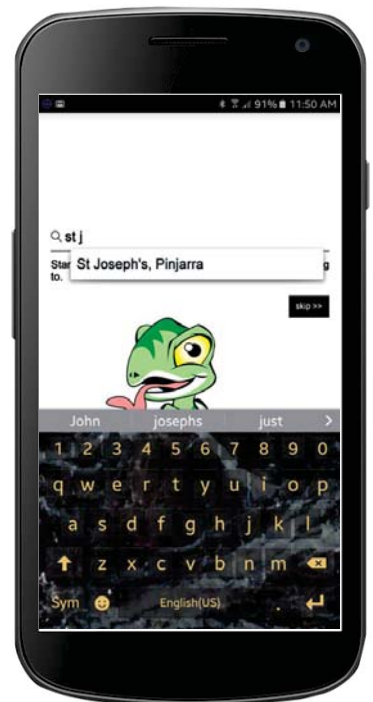 91% 11:50 AM
st j
St Joseph's, Pinjarra
Star
g
to.
skip >>
John josephs just >
1 2 3 4 5 6 7 8 9 0
q w e r t y u i o p
a s d f g h j k l
z x c v b n m
Sym English(US) .